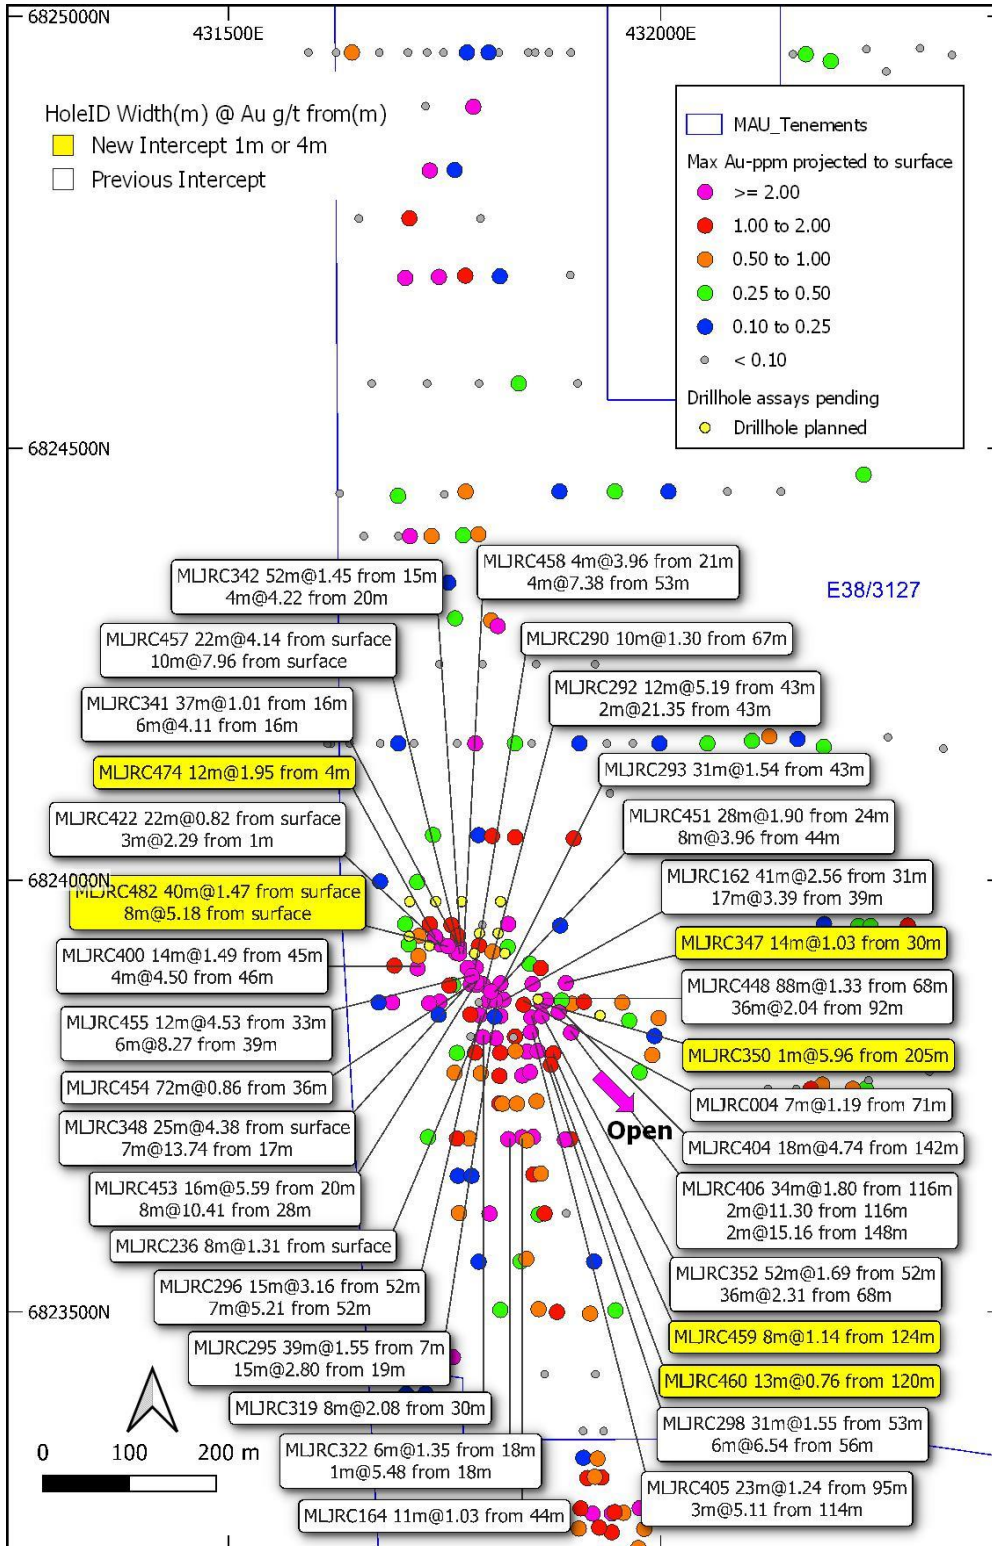 6825000N
431500E
432000E
HoleID Width(m) @ Au g/t from(m)
New Intercept 1m or 4m
Previous Intercept
MAU_Tenements
Max Au-ppm projected to surface
>= 2.00
1.00 to 2.00
0.50 to 1.00
0.25 to 0.50
0.10 to 0.25
< 0.10
Drillhole assays pending
Drillhole planned
6824500N
E38/3127
MLJRC342 52m@1.45 from 15m
4m@4.22 from 20m
MLJRC457 22m@4.14 from surface
10m@7.96 from surface
MLJRC341 37m@1.01 from 16m
6m@4.11 from 16m
MLJRC474 12m@1.95 from 4m
MLJRC422 22m@0.82 from surface
3m@2.29 from 1m
6824000N
MLJRC482 40m@1.47 from surface
8m@5.18 from surface
MLJRC400 14m@1.49 from 45m
4m@4.50 from 46m
MLJRC455 12m@4.53 from 33m
6m@8.27 from 39m
MLJRC454 72m@0.86 from 36m
MLJRC348 25m@4.38 from surface
7m@13.74 from 17m
MLJRC453 16m@5.59 from 20m
8m@10.41 from 28m
MLJRC236 8m@1.31 from surface
MLJRC296 15m@3.16 from 52m
7m@5.21 from 52m
6823500N
MLJRC295 39m@1.55 from 7m
15m@2.80 from 19m
MLJRC319 8m@2.08 from 30m
MLJRC322 6m@1.35 from 18m
1m@5.48 from 18m
MLJRC164 11m@1.03 from 44m
MLJRC458 4m@3.96 from 21m
4m@7.38 from 53m
MLJRC290 10m@1.30 from 67m
MLJRC292 12m@5.19 from 43m
2m@21.35 from 43m
MLJRC293 31m@1.54 from 43m
MLJRC451 28m@1.90 from 24m
8m@3.96 from 44m
MLJRC162 41m@2.56 from 31m
17m@3.39 from 39m
MLJRC347 14m@1.03 from 30m
MLJRC448 88m@1.33 from 68m
36m@2.04 from 92m
MLJRC350 1m@5.96 from 205m
MLJRC004 7m@1.19 from 71m
Open
MLJRC404 18m@4.74 from 142m
MLJRC406 34m@1.80 from 116m
2m@11.30 from 116m
2m@15.16 from 148m
MLJRC352 52m@1.69 from 52m
36m@2.31 from 68m
MLJRC459 8m@1.14 from 124m
MLJRC460 13m@0.76 from 120m
MLJRC298 31m@1.55 from 53m
6m@6.54 from 56m
MLJRC405 23m@1.24 from 95m
3m@5.11 from 114m
0 100 200 m